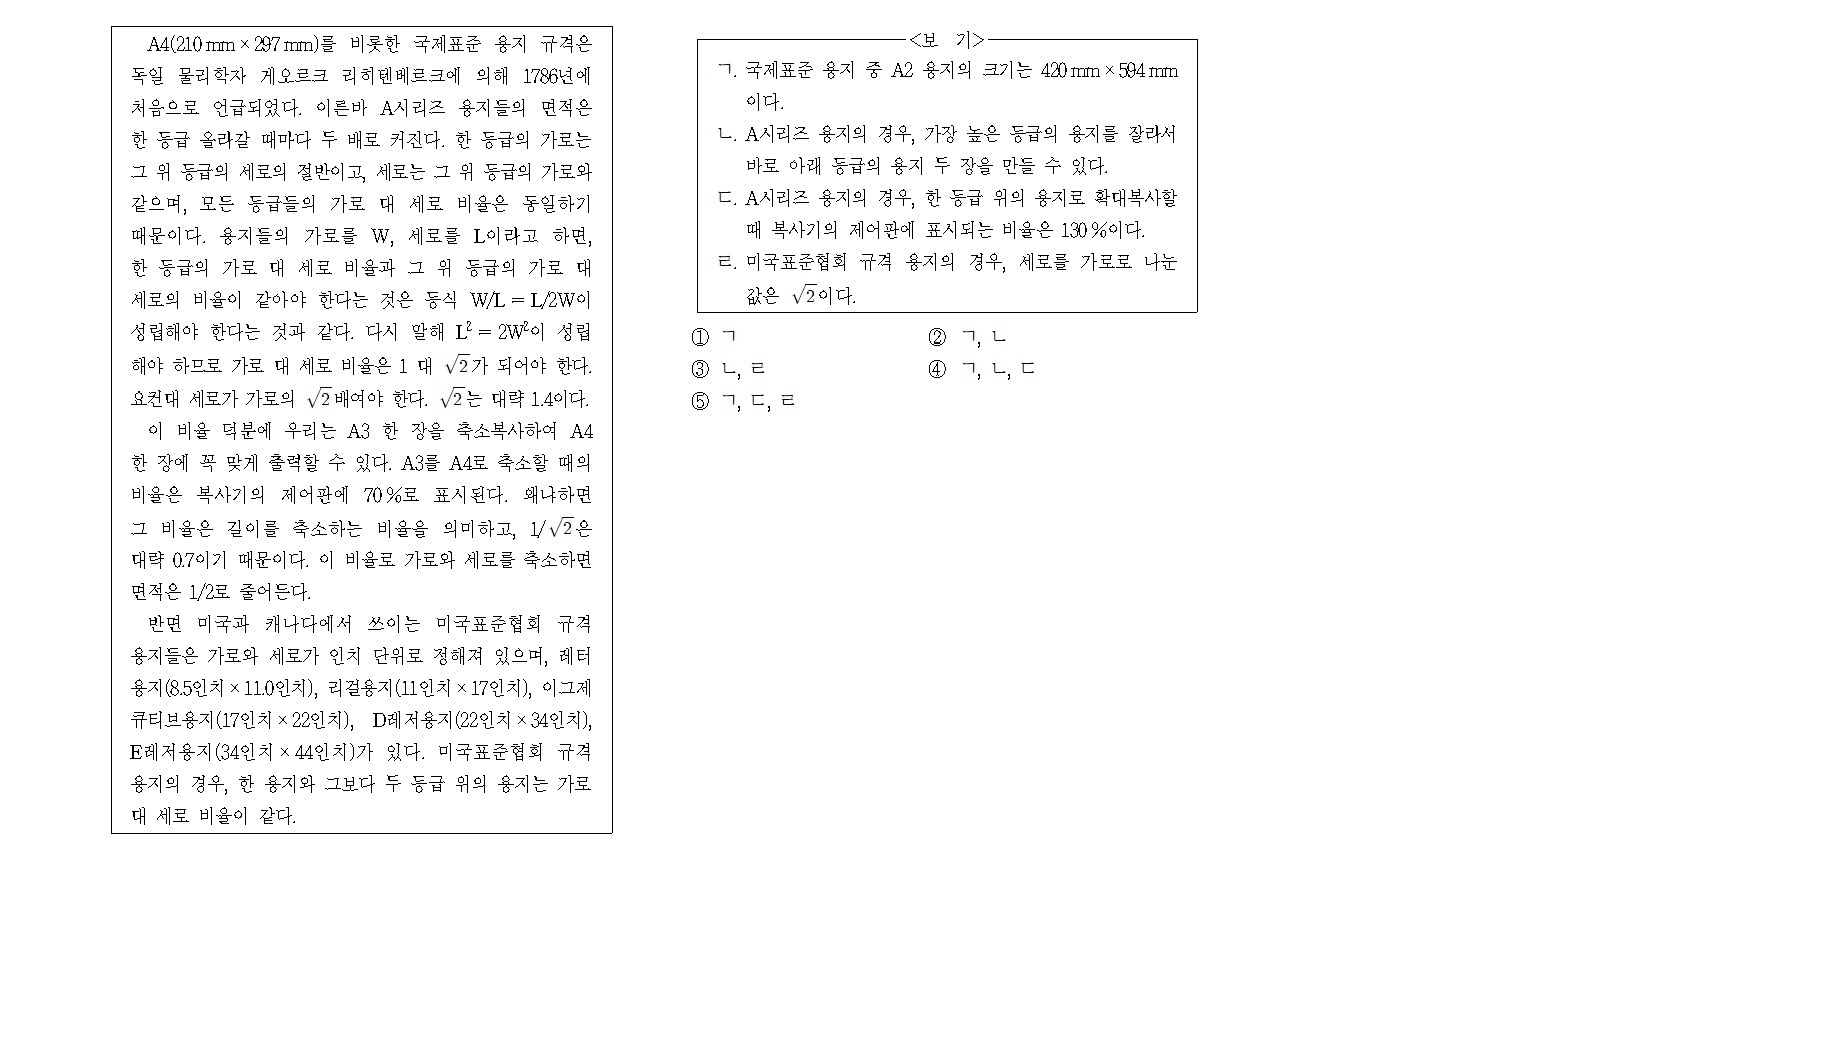 A4(210 mm × 297 mm)를 비롯한 국제표준 용지 규격은
독일 물리학자 게오르크 리히텐베르크에 의해 1786년에
처음으로 언급되었다. 이른바 A시리즈 용지들의 면적은
한 등급 올라갈 때마다 두 배로 커진다. 한 등급의 가로는
그 위 등급의 세로의 절반이고, 세로는 그 위 등급의 가로와
같으며, 모든 등급들의 가로 대 세로 비율은 동일하기
때문이다. 용지들의 가로를 W, 세로를 L이라고 하면,
한 등급의 가로 대 세로 비율과 그 위 등급의 가로 대
세로의 비율이 같아야 한다는 것은 등식 W/L = L/2W이
성립해야 한다는 것과 같다. 다시 말해 L² = 2W²이 성립
해야 하므로 가로 대 세로 비율은 1 대 √2가 되어야 한다.
요컨대 세로가 가로의 √2배여야 한다. √2는 대략 1.4이다.
이 비율 덕분에 우리는 A3 한 장을 축소복사하여 A4
한 장에 꼭 맞게 출력할 수 있다. A3를 A4로 축소할 때의
비율은 복사기의 제어판에 70 %로 표시된다. 왜냐하면
그 비율은 길이를 축소하는 비율을 의미하고, 1/√2은
대략 0.7이기 때문이다. 이 비율로 가로와 세로를 축소하면
면적은 1/2로 줄어든다.
반면 미국과 캐나다에서 쓰이는 미국표준협회 규격
용지들은 가로와 세로가 인치 단위로 정해져 있으며, 레터
용지(8.5인치 × 11.0인치), 리걸용지(11인치 × 17인치), 이그제
큐티브용지(17인치 × 22인치), D레저용지(22인치 × 34인치),
E레저용지(34인치 × 44인치)가 있다. 미국표준협회 규격
용지의 경우, 한 용지와 그보다 두 등급 위의 용지는 가로
대 세로 비율이 같다.
<보 기>
ㄱ. 국제표준 용지 중 A2 용지의 크기는 420 mm × 594 mm
이다.
ㄴ. A시리즈 용지의 경우, 가장 높은 등급의 용지를 잘라서
바로 아래 등급의 용지 두 장을 만들 수 있다.
ㄷ. A시리즈 용지의 경우, 한 등급 위의 용지로 확대복사할
때 복사기의 제어판에 표시되는 비율은 130 %이다.
ㄹ. 미국표준협회 규격 용지의 경우, 세로를 가로로 나눈
값은 √2이다.
① ㄱ ② ㄱ, ㄴ
③ ㄴ, ㄹ ④ ㄱ, ㄴ, ㄷ
⑤ ㄱ, ㄷ, ㄹ